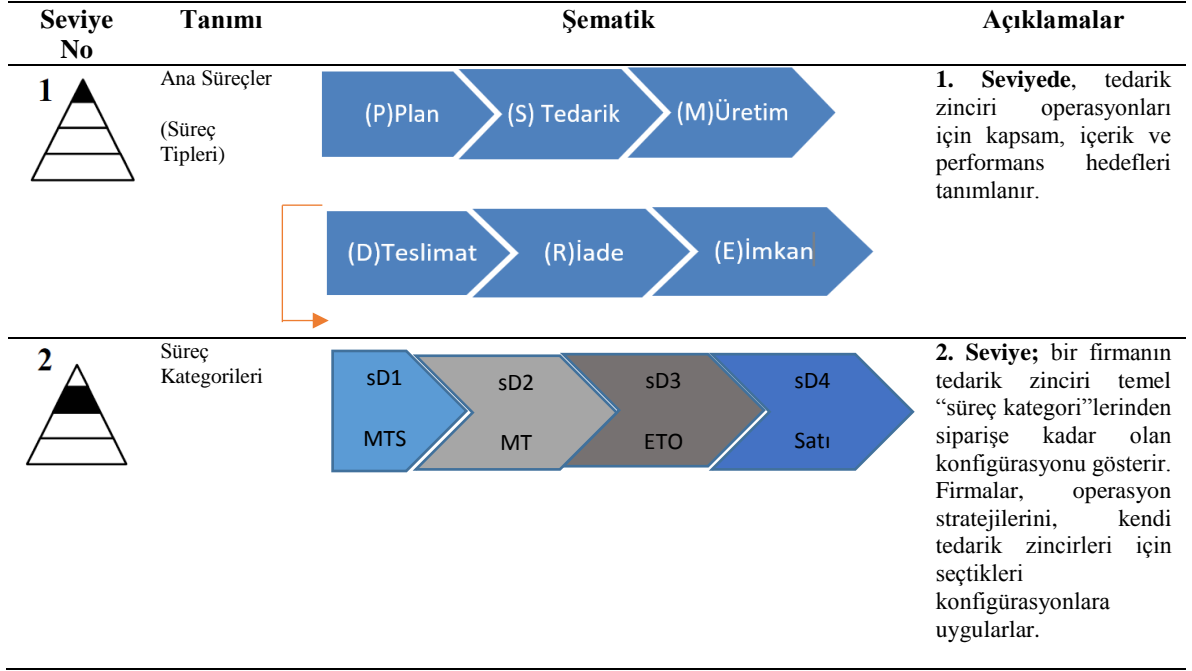 Seviye No
Tanımı
Şematik
Açıklamalar
1
Ana Süreçler
(Süreç
Tipleri)
(P)Plan
(S) Tedarik
(M)Üretim
(D)Teslimat
(R)İade
(E)İmkan
1. Seviyede, tedarik
zinciri operasyonları
için kapsam, içerik ve
performans hedefleri
tanımlanır.
2
Süreç
Kategorileri
sD1
MTS
sD2
MT
sD3
ETO
sD4
Satı
2. Seviye; bir firmanın
tedarik zinciri temel
“süreç kategori”lerinden
siparişe kadar olan
konfigürasyonu gösterir.
Firmalar, operasyon
stratejilerini, kendi
tedarik zincirleri için
seçtikleri
konfigürasyonlara
uygularlar.